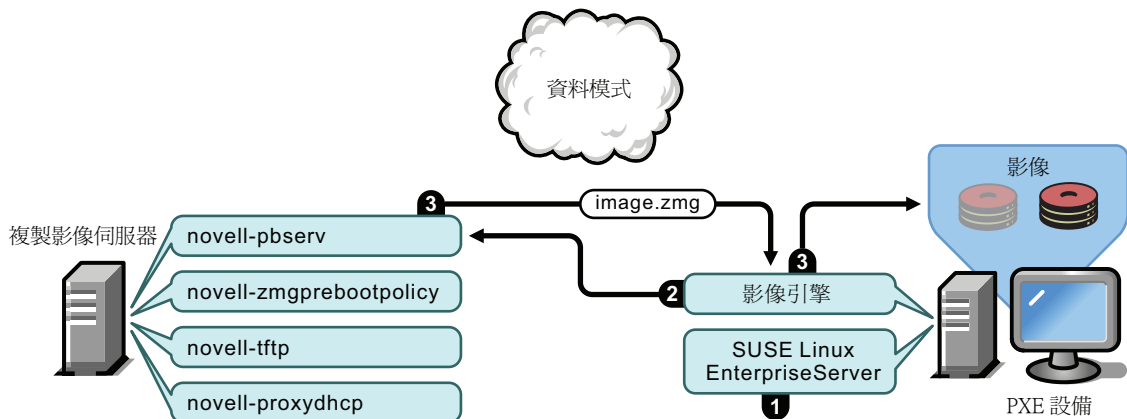 資料模式
影像
3
image.zmg
複製影像伺服器
novell-pbserv
3
novell-zmgprebootpolicy
2
影像引擎
novell-tftp
SUSE Linux
EnterpriseServer
novell-proxydhcp
1
PXE 設備